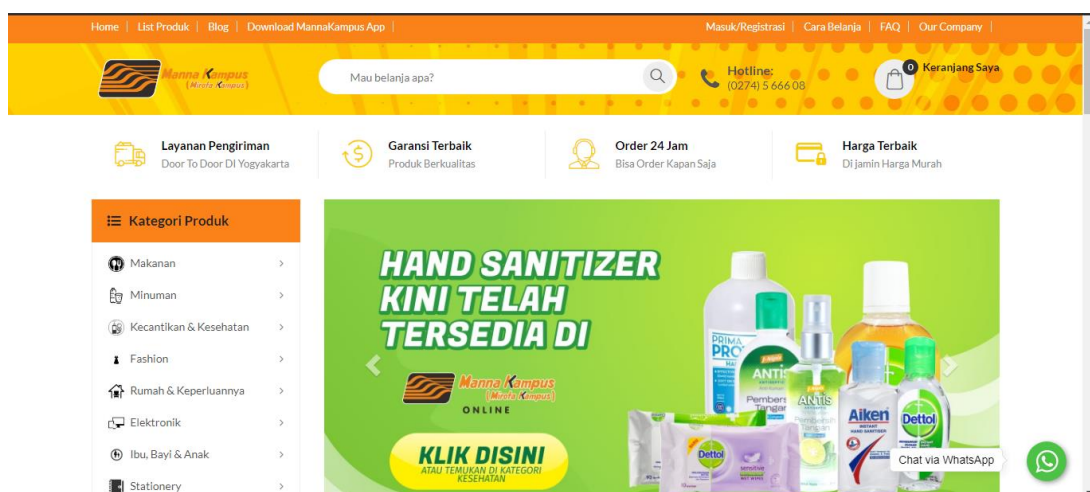 Home | List Produk | Blog | Download MannaKampus App |
Masuk/Registrasi | Cara Belanja | FAQ | Our Company |
Manna Kampus
(Mirota Kampus)
Mau belanja apa?
Hotline:
(0274) 5 666 08
0
Keranjang Saya
Layanan Pengiriman
Door To Door DI Yogyakarta
Garansi Terbaik
Produk Berkualitas
Order 24 Jam
Bisa Order Kapan Saja
Harga Terbaik
Di jamin Harga Murah
Kategori Produk
Makanan
Minuman
Kecantikan & Kesehatan
Fashion
Rumah & Keperluannya
Elektronik
Ibu, Bayi & Anak
Stationery
HAND SANITIZER
KINI TELAH
TERSEDIA DI
Manna Kampus
(Mirota Kampus)
ONLINE
KLIK DISINI
ATAU TEMUKAN DI KATEGORI
KESEHATAN
PRIMA
ANTIS
ANTIS
Aiken
Dettol
Dettol
Chat via WhatsApp